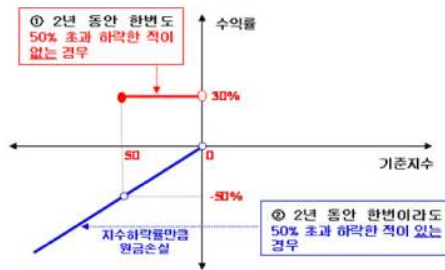 ① 2년 동안 한번도
50% 초과 하락한 적이
없는 경우
수익률
30%
50
0
기준지수
-50%
지수하락률만큼
원금손실
② 2년 동안 한번이라도
50% 초과 하락한 적이 있는
경우